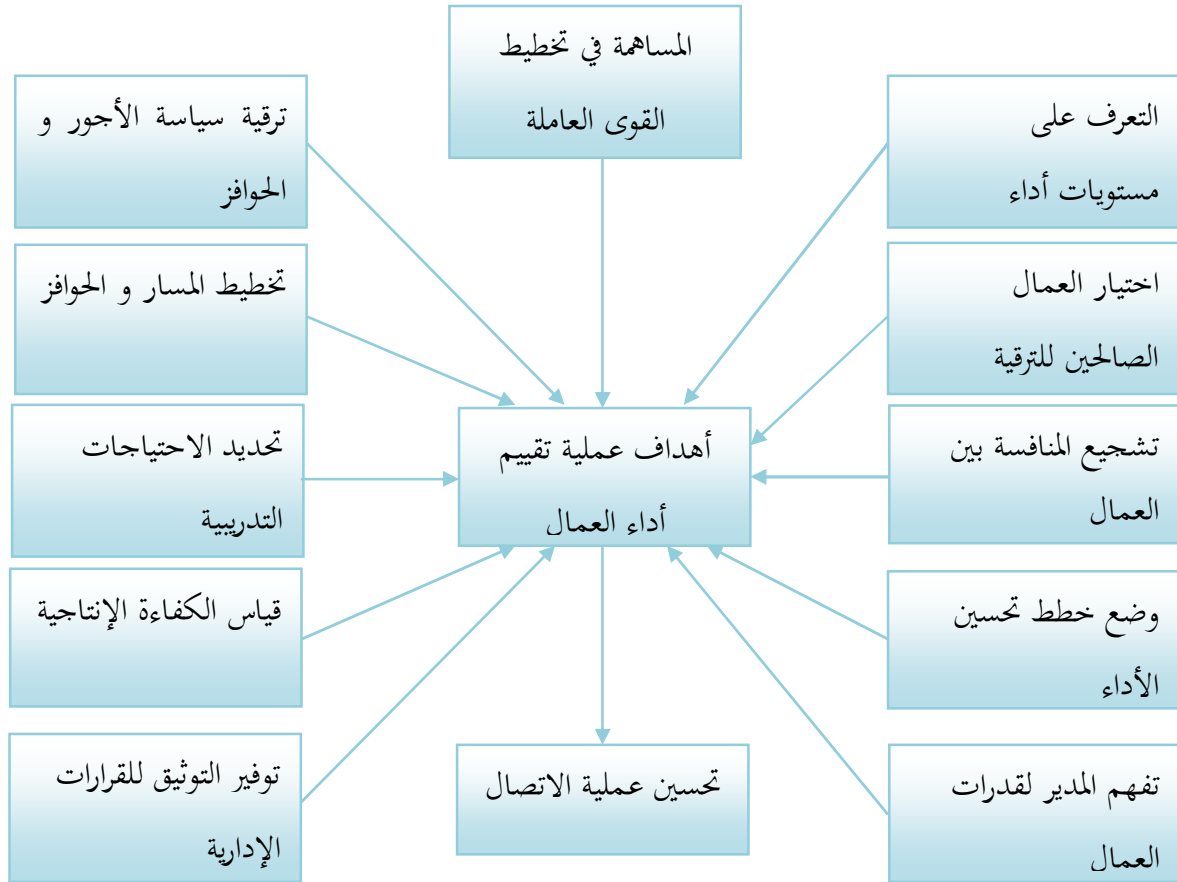 المساهمة في تخطيط
القوى العاملة
التعرف على
مستويات أداء
ترقية سياسة الأجور و
الحوافز
اختيار العمال
الصالحين للترقية
تخطيط المسار و الحوافز
أهداف عملية تقييم
أداء العمال
تشجيع المنافسة بين
العمال
تحديد الاحتياجات
التدريبية
وضع خطط تحسين
الأداء
قياس الكفاءة الإنتاجية
تفهم المدير لقدرات
العمال
تحسين عملية الاتصال
توفير التوثيق للقرارات
الإدارية